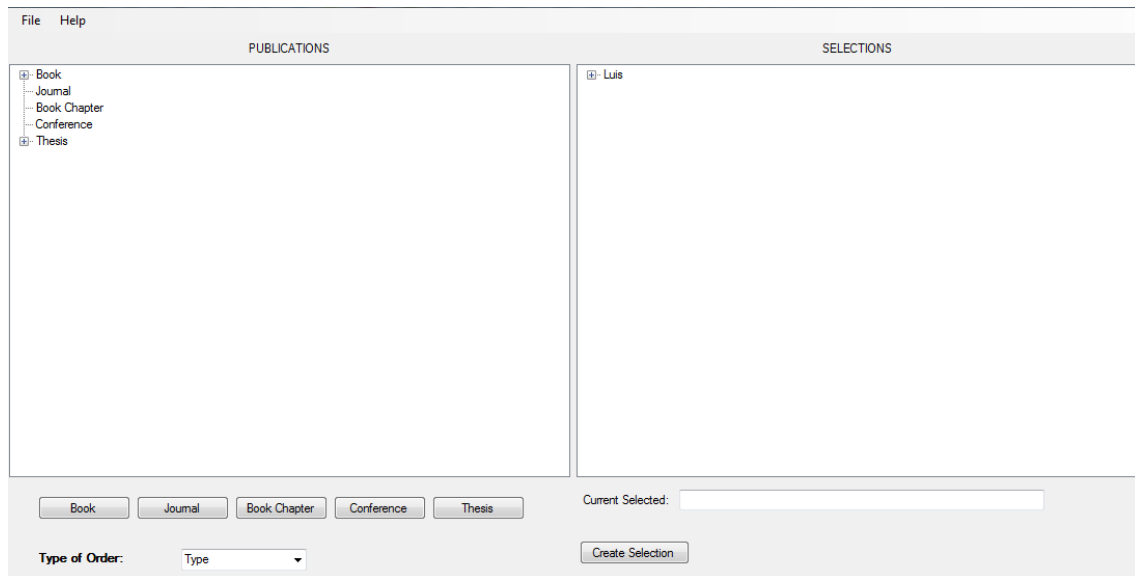 File Help
PUBLICATIONS
SELECTIONS
Book
Journal
Book Chapter
Conference
Thesis
Luis
Book Journal Book Chapter Conference Thesis
Current Selected:
Type of Order: Type
Create Selection